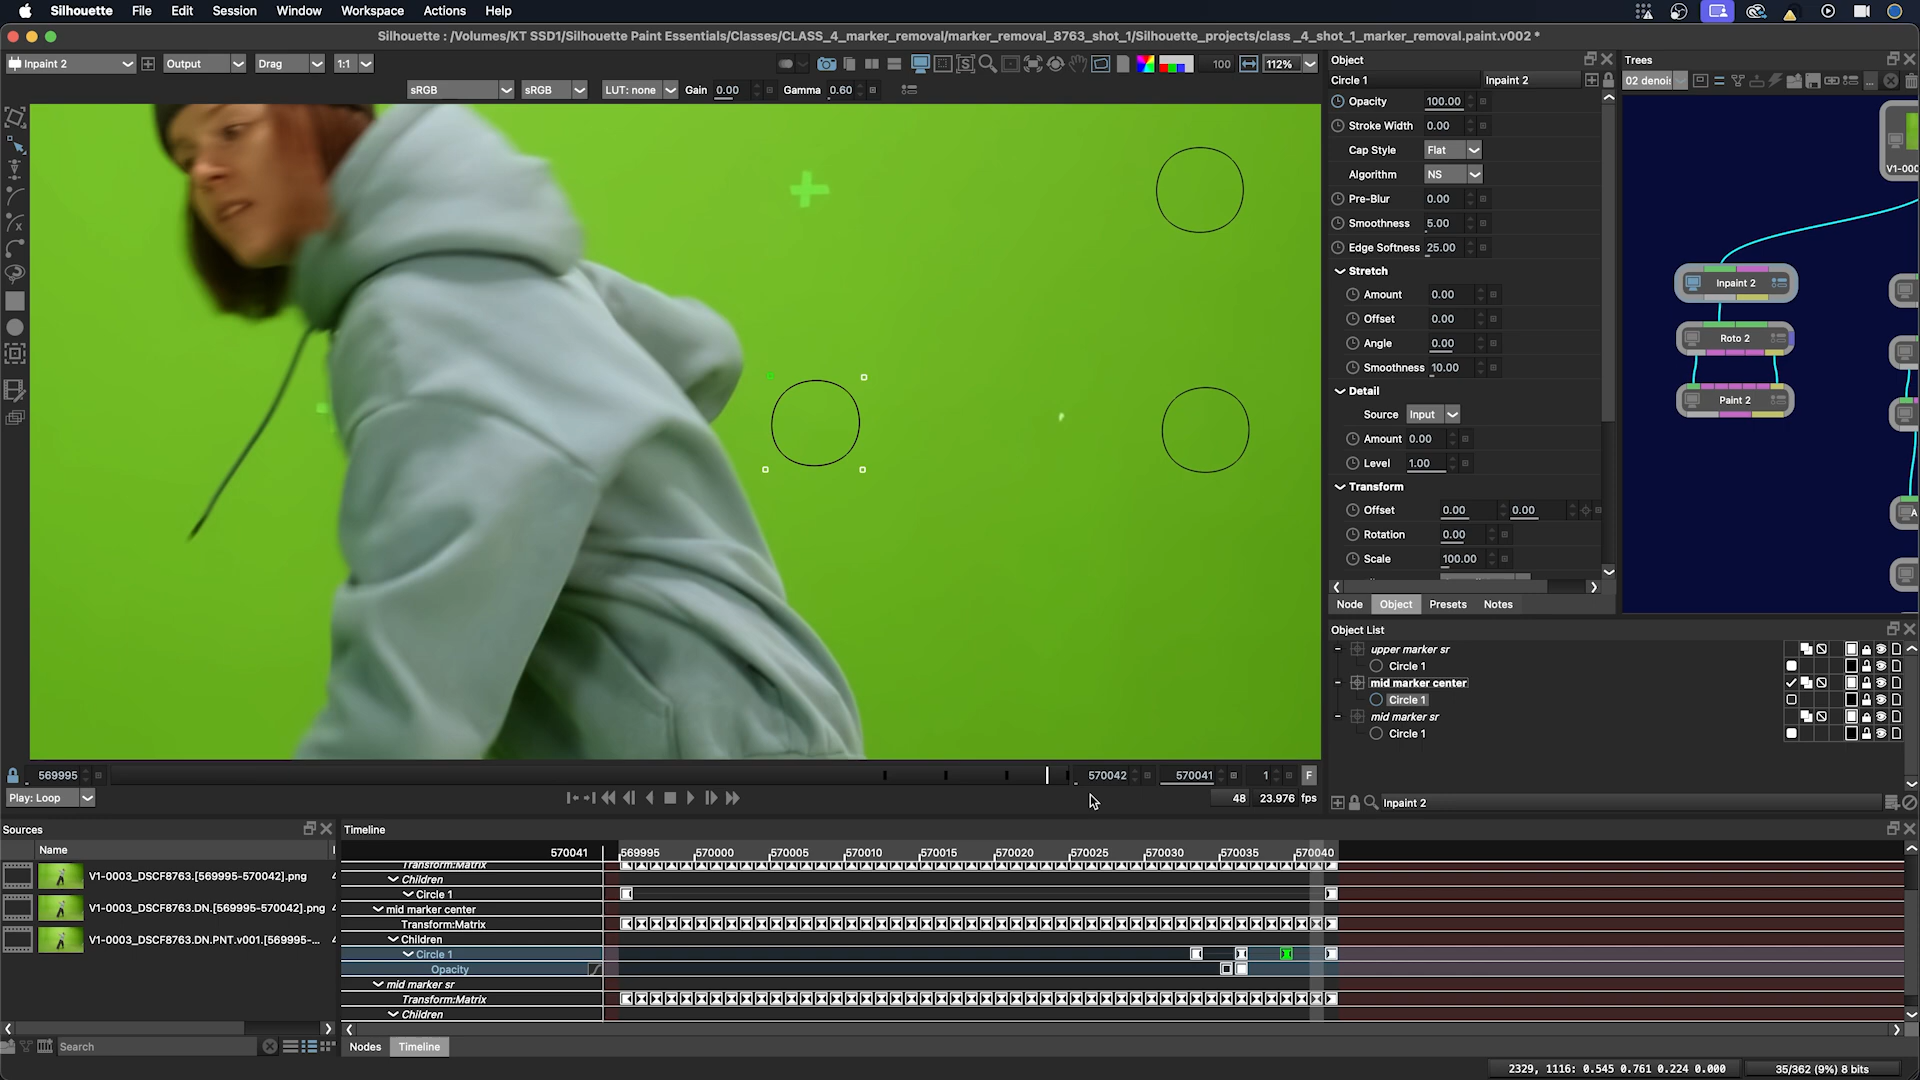 Silhouette File Edit Session Window Workspace Actions Help
Silhouette : /Volumes/KT SSD1/Silhouette Paint Essentials/Classes/CLASS_4_marker_removal/marker_removal_8763_shot_1/Silhouette_projects/class _4_shot_1_marker_removal.paint.v002 *
Inpaint 2 Output Drag 1:1 100 112%
sRGB sRGB LUT: none Gain 0.00 Gamma 0.60
Object
Circle 1 Inpaint 2
Opacity 100.00
Stroke Width 0.00
Cap Style Flat
Algorithm NS
Pre-Blur 0.00
Smoothness 5.00
Edge Softness 25.00
Stretch
Amount 0.00
Offset 0.00
Angle 0.00
Smoothness 10.00
Detail
Source Input
Amount 0.00
Level 1.00
Transform
Offset 0.00 0.00
Rotation 0.00
Scale 100.00
Node Object Presets Notes
Trees
02 denoi
V1-000
Inpaint 2
Roto 2
Paint 2
A
Object List
upper marker sr
Circle 1
mid marker center
Circle 1
mid marker sr
Circle 1
Inpaint 2
569995 570042 570041 1 F
Play: Loop 48 23.976 fps
Sources
Name
V1-0003_DSCF8763.[569995-570042].png
V1-0003_DSCF8763.DN.[569995-570042].png
V1-0003_DSCF8763.DN.PNT.v001.[569995-...
Search
Timeline
570041 569995 570000 570005 570010 570015 570020 570025 570030 570035 570040
Transform:Matrix
Children
Circle 1
mid marker center
Transform:Matrix
Children
Circle 1
Opacity
mid marker sr
Transform:Matrix
Children
Nodes Timeline
2329, 1116: 0.545 0.761 0.224 0.000 35/362 (9%) 8 bits